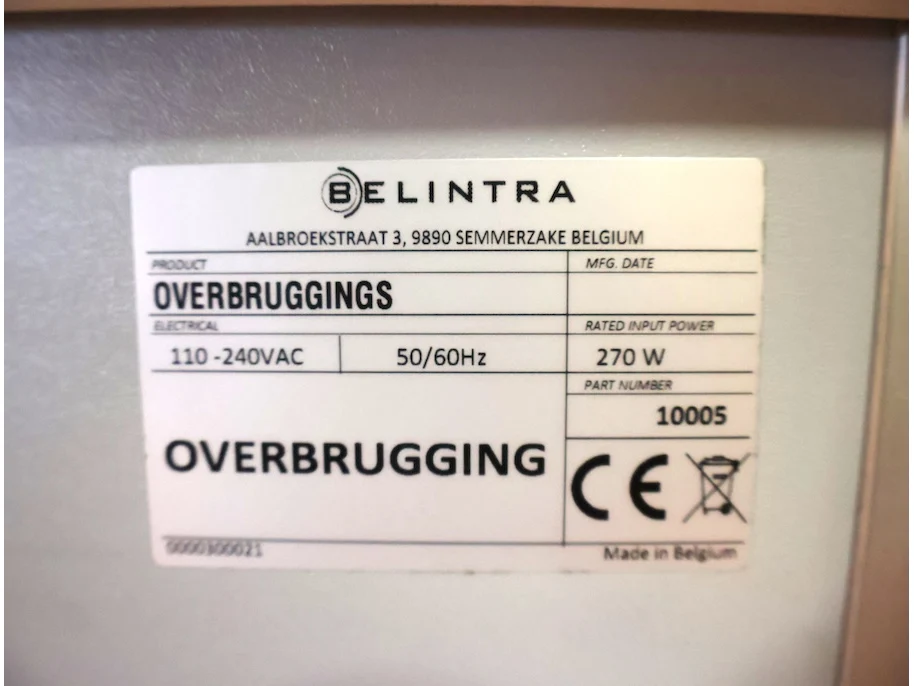 BELINTRA
AALBROEKSTRAAT 3, 9890 SEMMERZAKE BELGIUM
PRODUCT
MFG. DATE
OVERBRUGGINGS
ELECTRICAL
RATED INPUT POWER
110 -240VAC 50/60Hz 270 W
PART NUMBER
10005
OVERBRUGGING
CE
0000300021
Made in Belgium